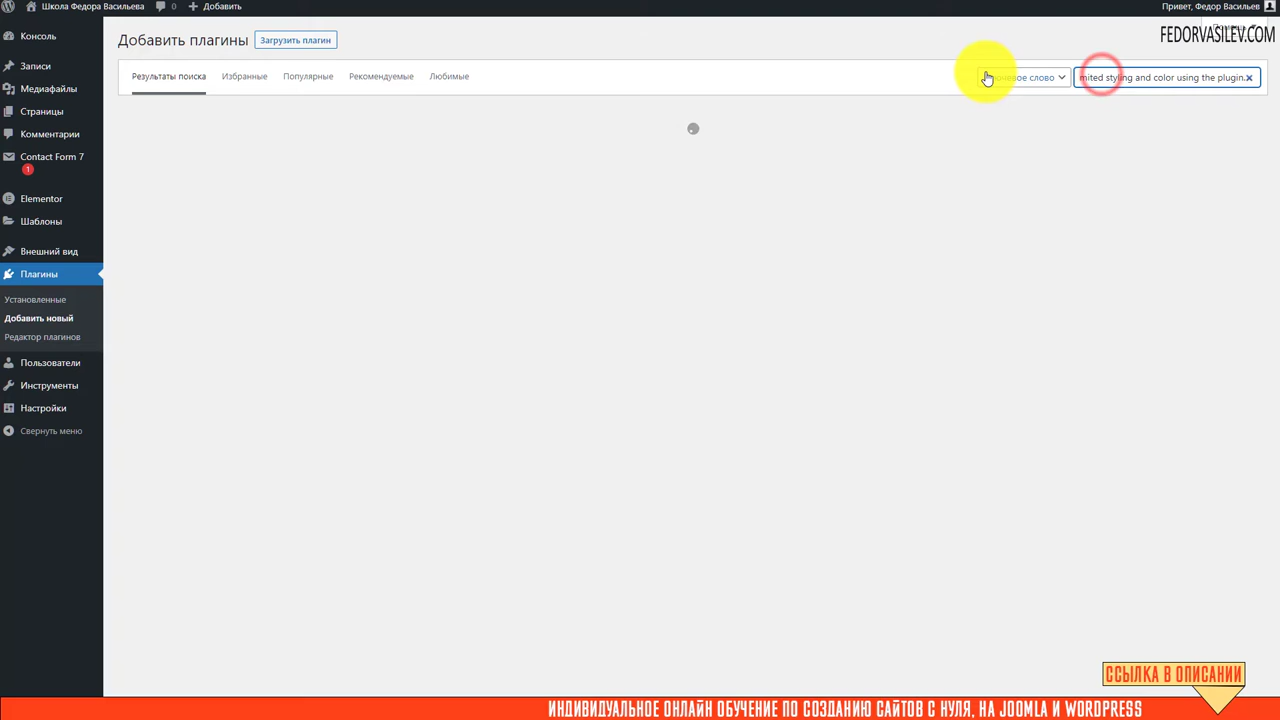 Школа Федора Васильева
0
Добавить
Привет, Федор Васильев
FEDORVASILEV.COM
Добавить плагины
Загрузить плагин
Результаты поиска
Избранные
Популярные
Рекомендуемые
Любимые
слово
mited styling and color using the plugin.
Консоль
Записи
Медиафайлы
Страницы
Комментарии
Contact Form 7
1
Elementor
Шаблоны
Внешний вид
Плагины
Установленные
Добавить новый
Редактор плагинов
Пользователи
Инструменты
Настройки
Свернуть меню
ССЫЛКА В ОПИСАНИИ
ИНДИВИДУАЛЬНОЕ ОНЛАЙН ОБУЧЕНИЕ ПО СОЗДАНИЮ САЙТОВ С НУЛЯ, НА JOOMLA И WORDPRESS